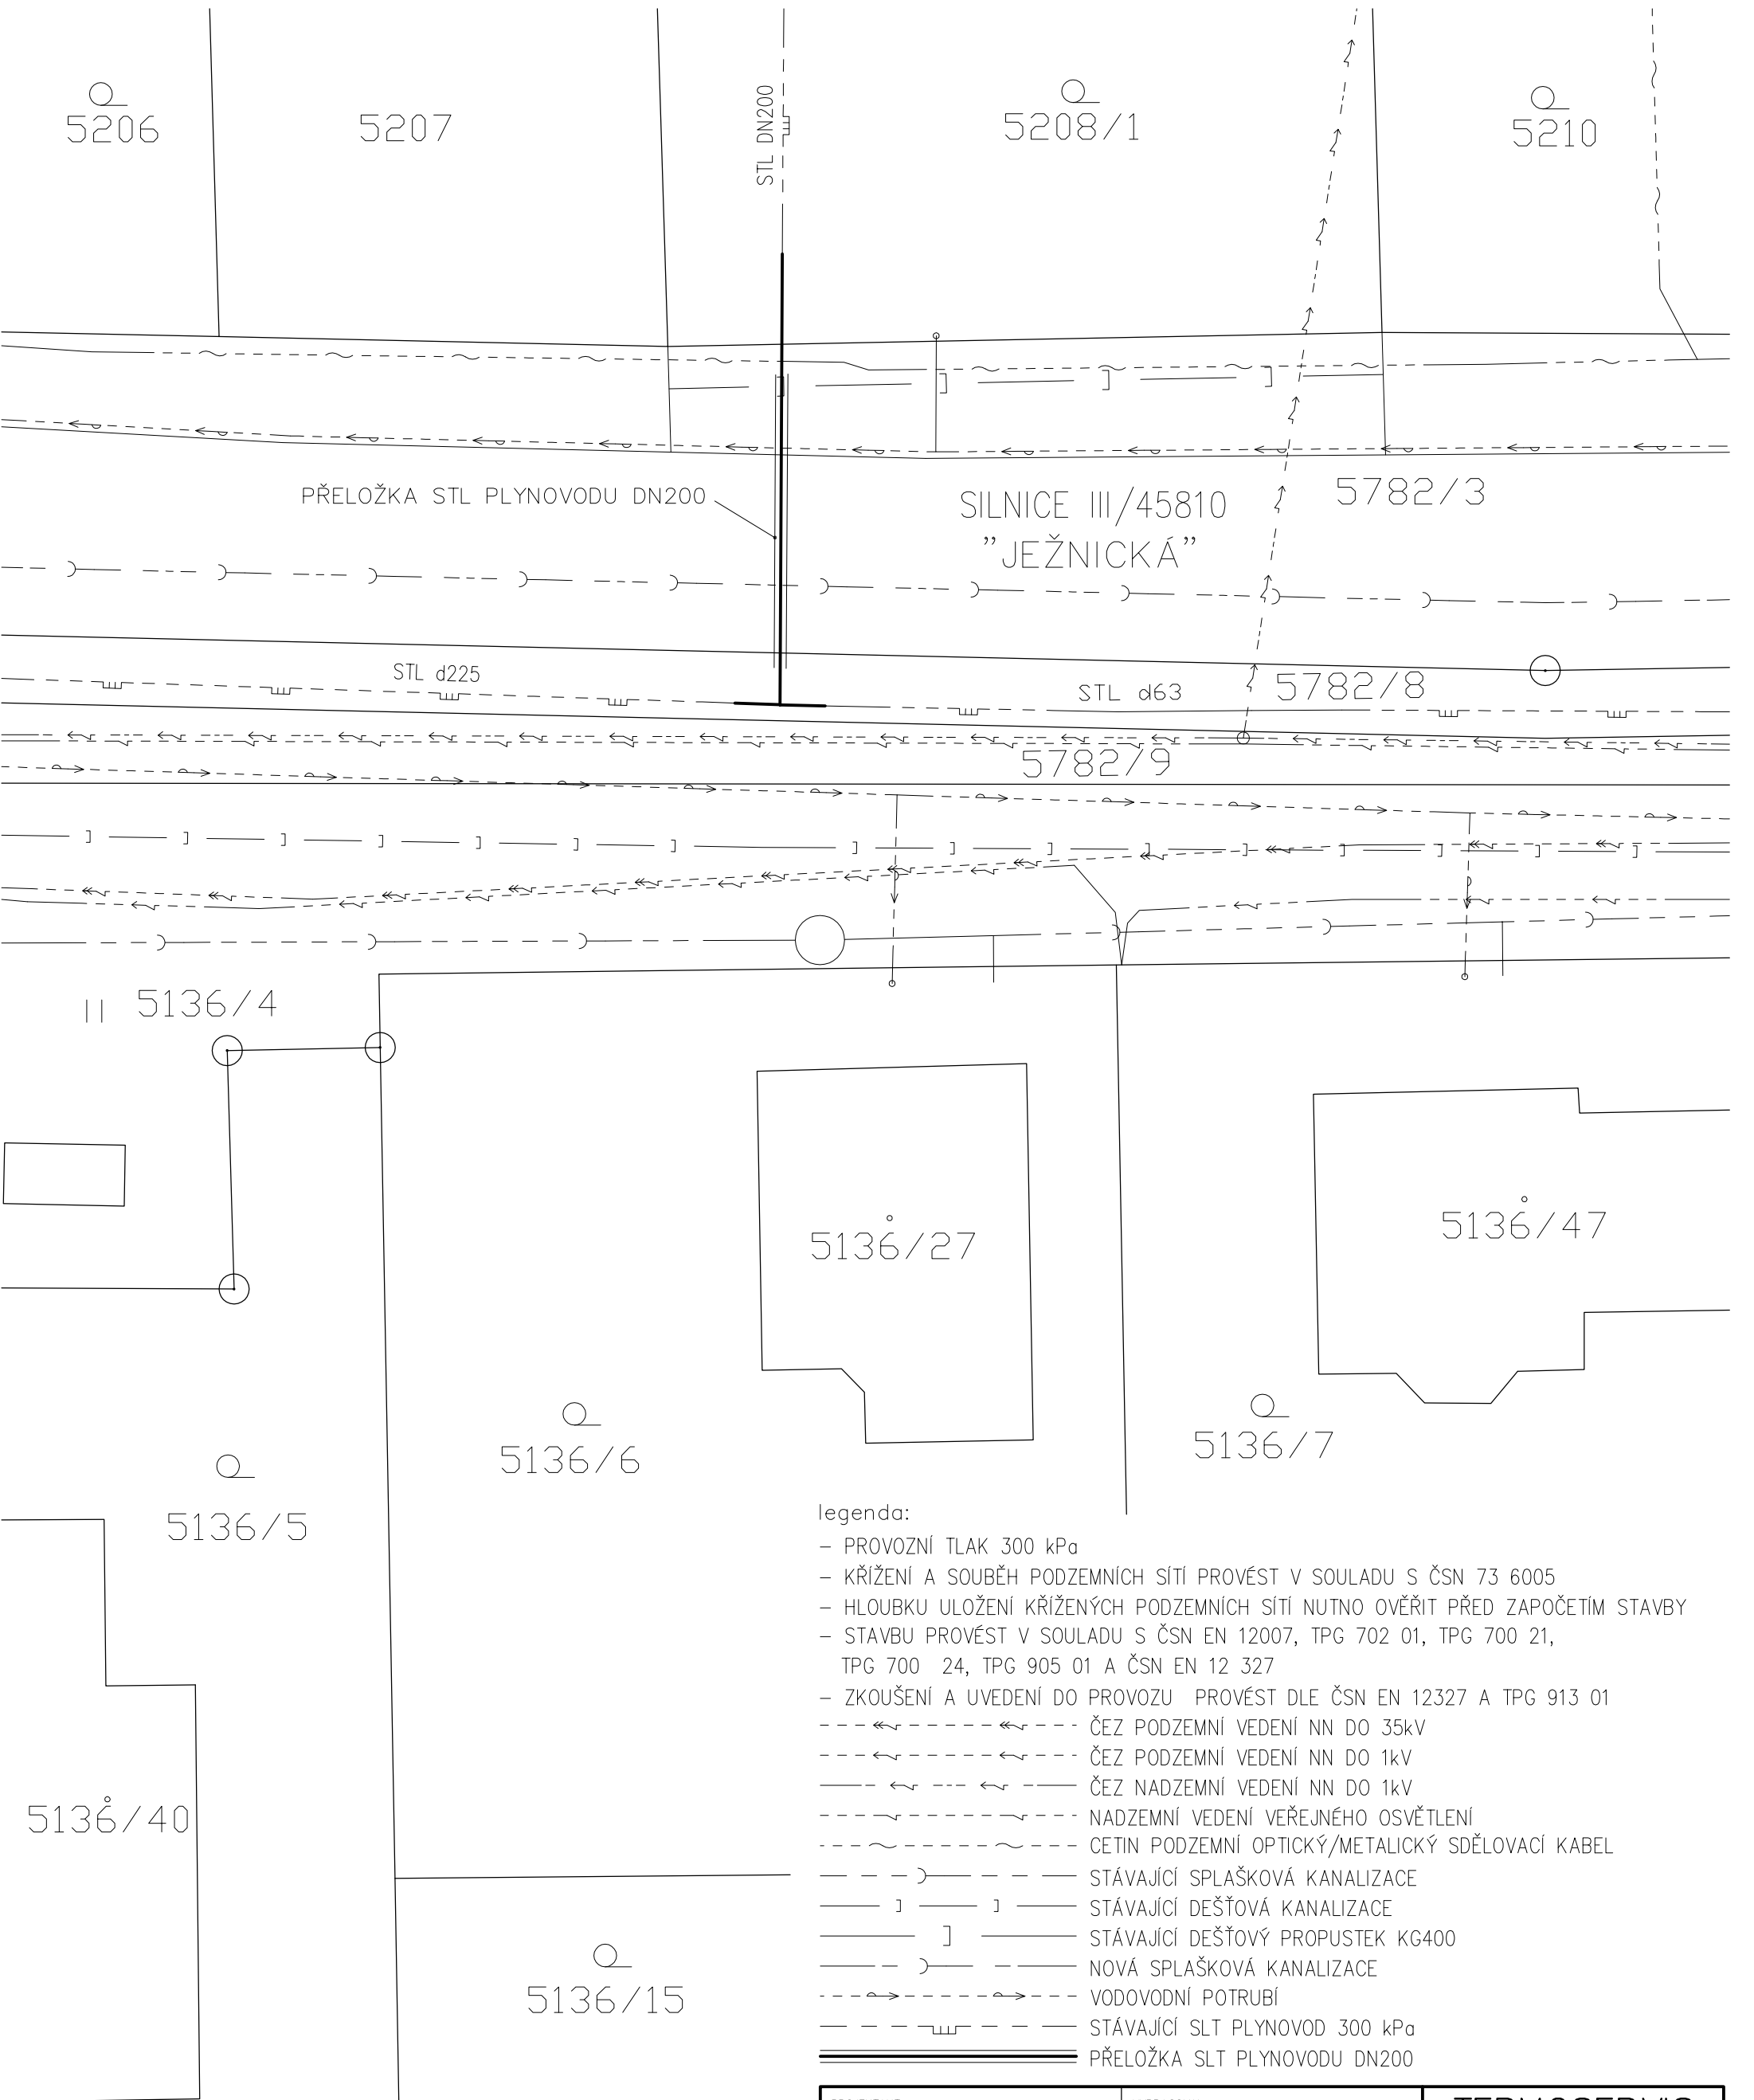 5206
5207
STL DN200
5208/1
5210
PŘELOŽKA STL PLYNOVODU DN200
SILNICE III/45810
"JEŽNICKÁ"
5782/3
STL d225
STL d63
5782/8
5782/9
5136/4
5136/27
5136/47
5136/6
5136/7
5136/5
5136/40
5136/15
legenda:
– PROVOZNÍ TLAK 300 kPa
– KŘÍŽENÍ A SOUBĚH PODZEMNÍCH SÍTÍ PROVÉST V SOULADU S ČSN 73 6005
– HLOUBKU ULOŽENÍ KŘÍŽENÝCH PODZEMNÍCH SÍTÍ NUTNO OVĚŘIT PŘED ZAPOČETÍM STAVBY
– STAVBU PROVÉST V SOULADU S ČSN EN 12007, TPG 702 01, TPG 700 21,
TPG 700 24, TPG 905 01 A ČSN EN 12 327
– ZKOUŠENÍ A UVEDENÍ DO PROVOZU PROVÉST DLE ČSN EN 12327 A TPG 913 01
ČEZ PODZEMNÍ VEDENÍ NN DO 35kV
ČEZ PODZEMNÍ VEDENÍ NN DO 1kV
ČEZ NADZEMNÍ VEDENÍ NN DO 1kV
NADZEMNÍ VEDENÍ VEŘEJNÉHO OSVĚTLENÍ
CETIN PODZEMNÍ OPTICKÝ/METALICKÝ SDĚLOVACÍ KABEL
STÁVAJÍCÍ SPLAŠKOVÁ KANALIZACE
STÁVAJÍCÍ DEŠŤOVÁ KANALIZACE
STÁVAJÍCÍ DEŠŤOVÝ PROPUSTEK KG400
NOVÁ SPLAŠKOVÁ KANALIZACE
VODOVODNÍ POTRUBÍ
STÁVAJÍCÍ SLT PLYNOVOD 300 kPa
PŘELOŽKA SLT PLYNOVODU DN200